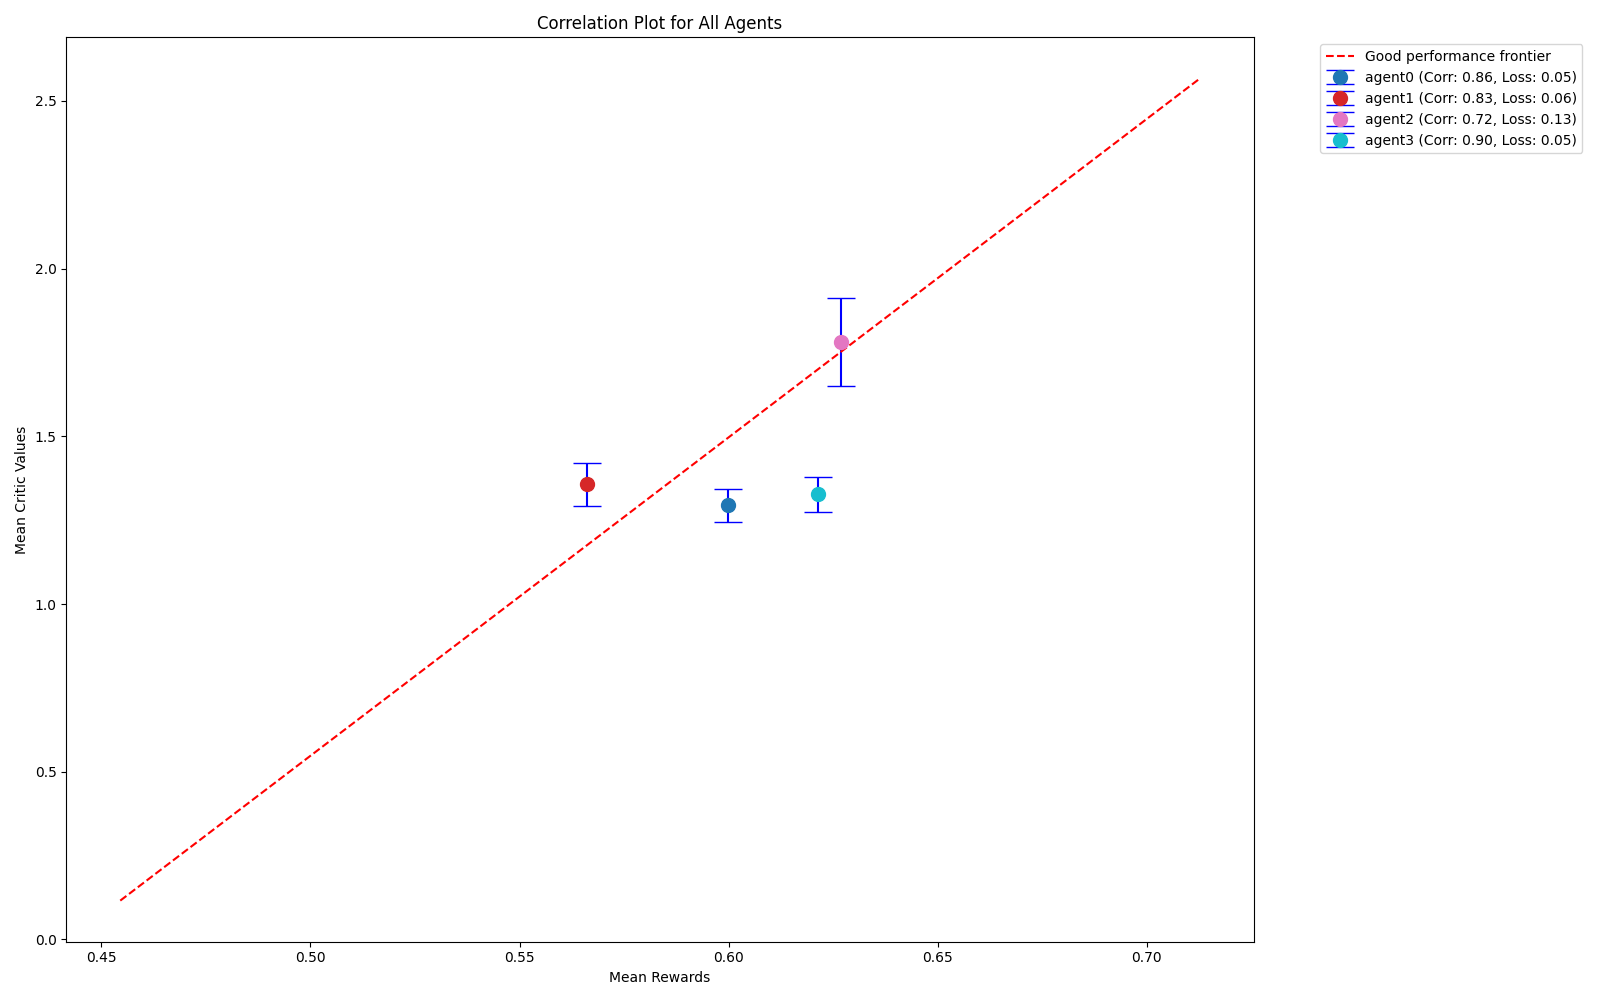 Correlation Plot for All Agents
Good performance frontier
agent0 (Corr: 0.86, Loss: 0.05)
agent1 (Corr: 0.83, Loss: 0.06)
agent2 (Corr: 0.72, Loss: 0.13)
agent3 (Corr: 0.90, Loss: 0.05)
2.5
2.0
1.5
1.0
0.5
0.0
Mean Critic Values
0.45 0.50 0.55 0.60 0.65 0.70
Mean Rewards